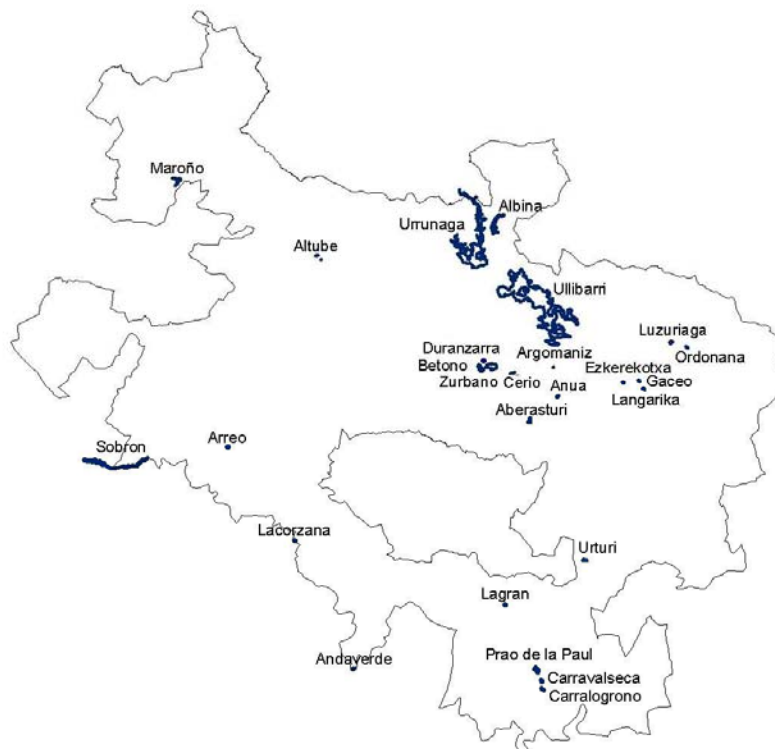 Maroño
Albina
Urrunaga
Altube
Ullibarri
Luzuriaga
Duranzarra
Argomaniz
Ordonana
Betono
Ezkerekotxa
Zurbano
Cerio
Gaceo
Anua
Langarika
Aberasturi
Arreo
Sobron
Lacorzana
Urturi
Lagran
Prao de la Paul
Andaverde
Carravalseca
Carralogrono